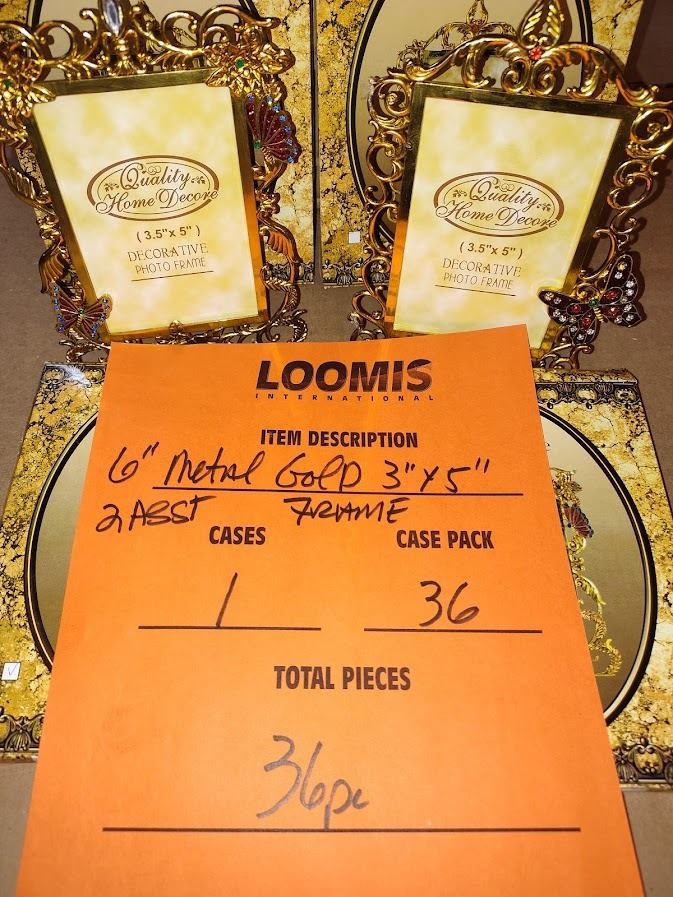 Quality
Home Decore
( 3.5"x 5" )
DECORATIVE
PHOTO FRAME
Quality
Home Decore
( 3.5"x 5" )
DECORATIVE
PHOTO FRAME
LOOMIS
INTERNATIONAL
ITEM DESCRIPTION
6" Metal Gold 3" x 5"
2 ASST FRAME
CASES CASE PACK
1 36
TOTAL PIECES
36pc